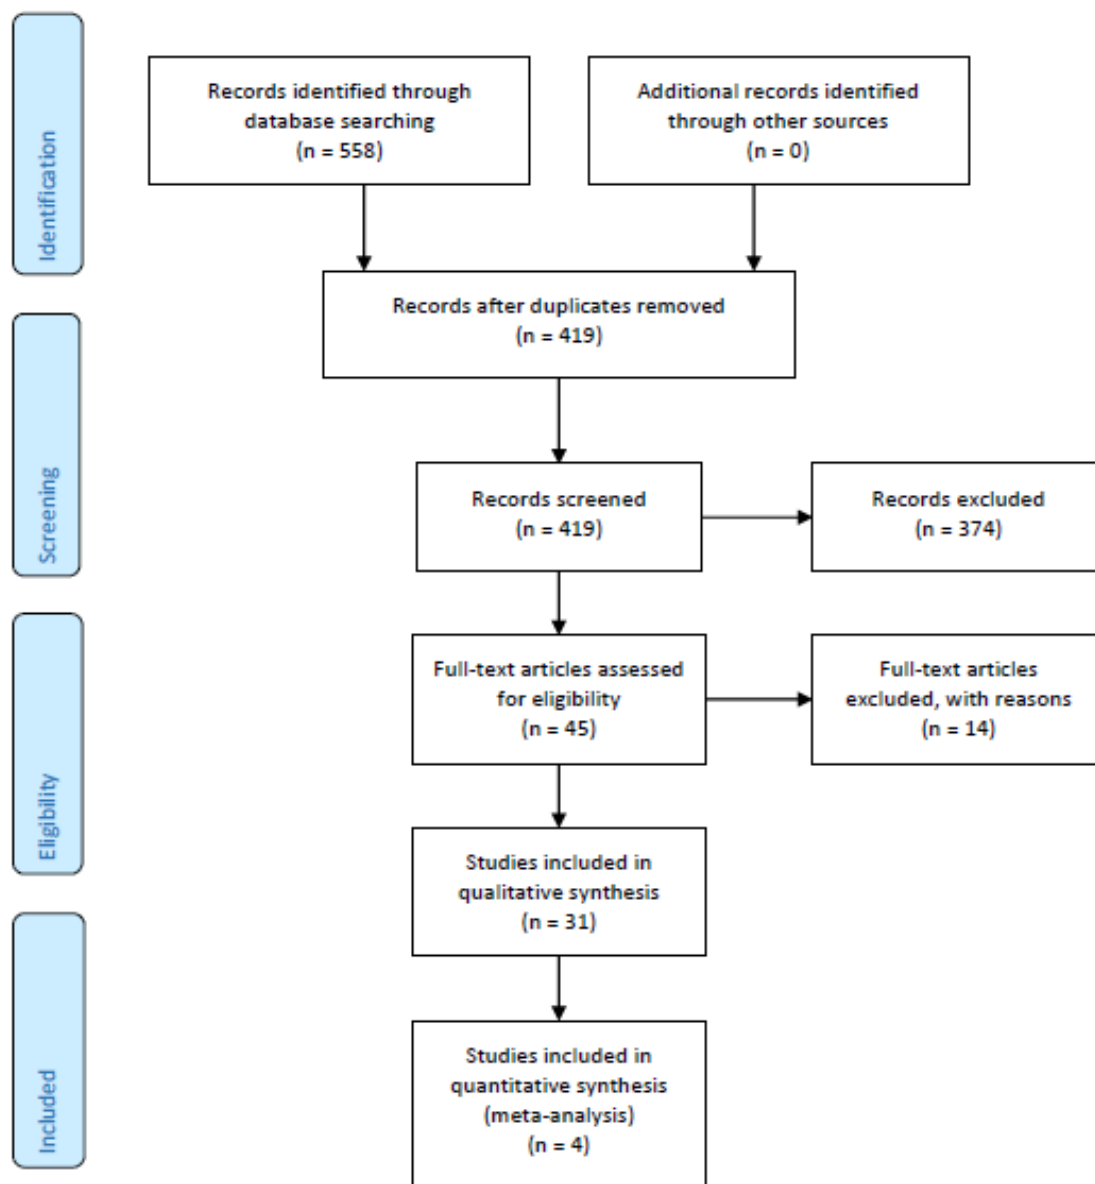 Identification
Records identified through
database searching
(n = 558)
Additional records identified
through other sources
(n = 0)
Records after duplicates removed
(n = 419)
Screening
Records screened
(n = 419)
Records excluded
(n = 374)
Eligibility
Full-text articles assessed
for eligibility
(n = 45)
Full-text articles
excluded, with reasons
(n = 14)
Studies included in
qualitative synthesis
(n = 31)
Included
Studies included in
quantitative synthesis
(meta-analysis)
(n = 4)